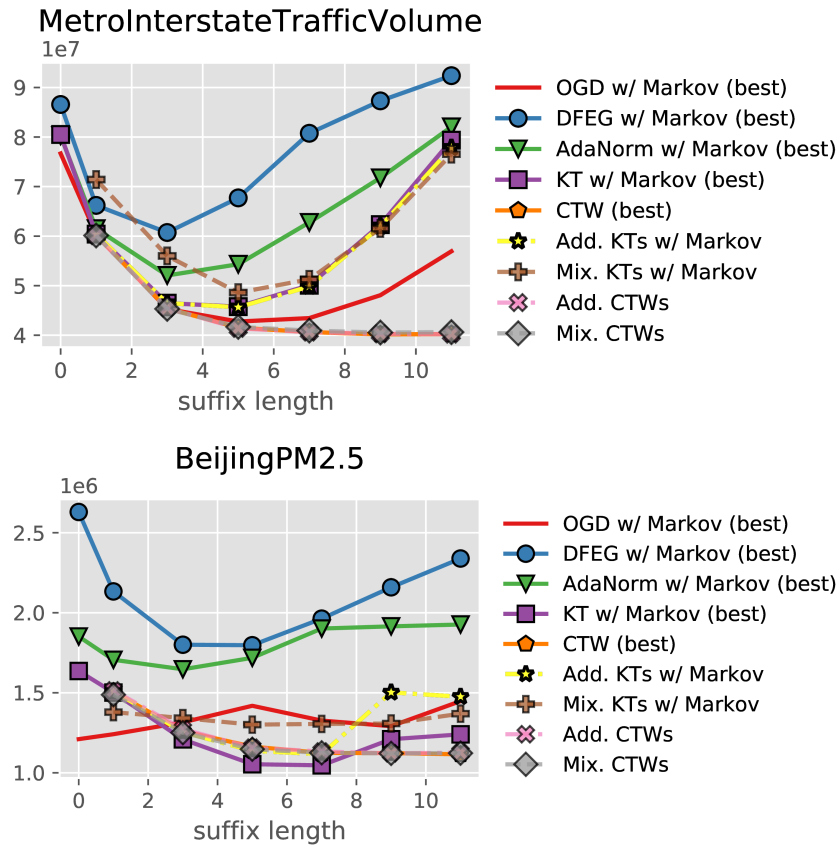 MetroInterstateTrafficVolume
1e7
9
8
7
6
5
4
0 2 4 6 8 10
suffix length
OGD w/ Markov (best)
DFEG w/ Markov (best)
AdaNorm w/ Markov (best)
KT w/ Markov (best)
CTW (best)
Add. KTs w/ Markov
Mix. KTs w/ Markov
Add. CTWs
Mix. CTWs
BeijingPM2.5
1e6
2.5
2.0
1.5
1.0
0 2 4 6 8 10
suffix length
OGD w/ Markov (best)
DFEG w/ Markov (best)
AdaNorm w/ Markov (best)
KT w/ Markov (best)
CTW (best)
Add. KTs w/ Markov
Mix. KTs w/ Markov
Add. CTWs
Mix. CTWs